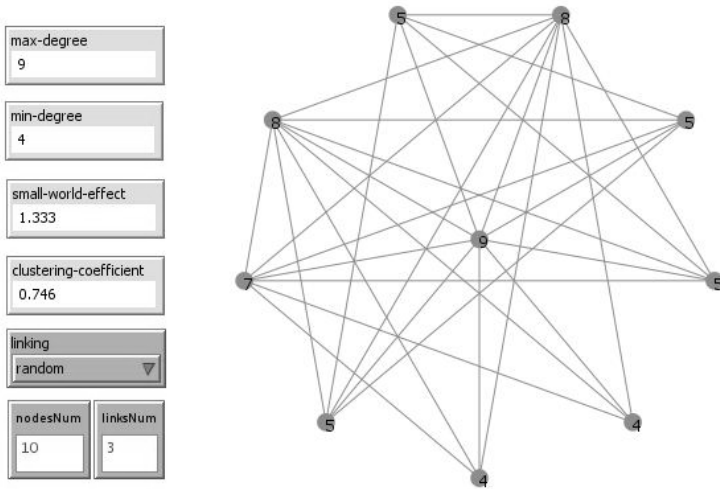 max-degree
9
min-degree
4
small-world-effect
1.333
clustering-coefficient
0.746
linking
random
nodesNum linksNum
10 3
5 8
8 5
9
7 5
5 4
4